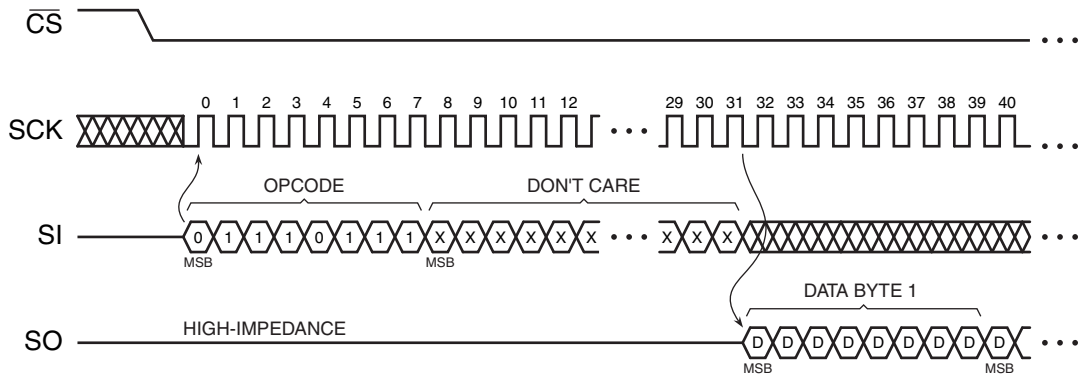 CS
0 1 2 3 4 5 6 7 8 9 10 11 12 29 30 31 32 33 34 35 36 37 38 39 40
SCK
OPCODE DON'T CARE
SI 0 1 1 1 0 1 1 1 X X X X X X X X X
MSB MSB
DATA BYTE 1
HIGH-IMPEDANCE
SO D D D D D D D D D
MSB MSB